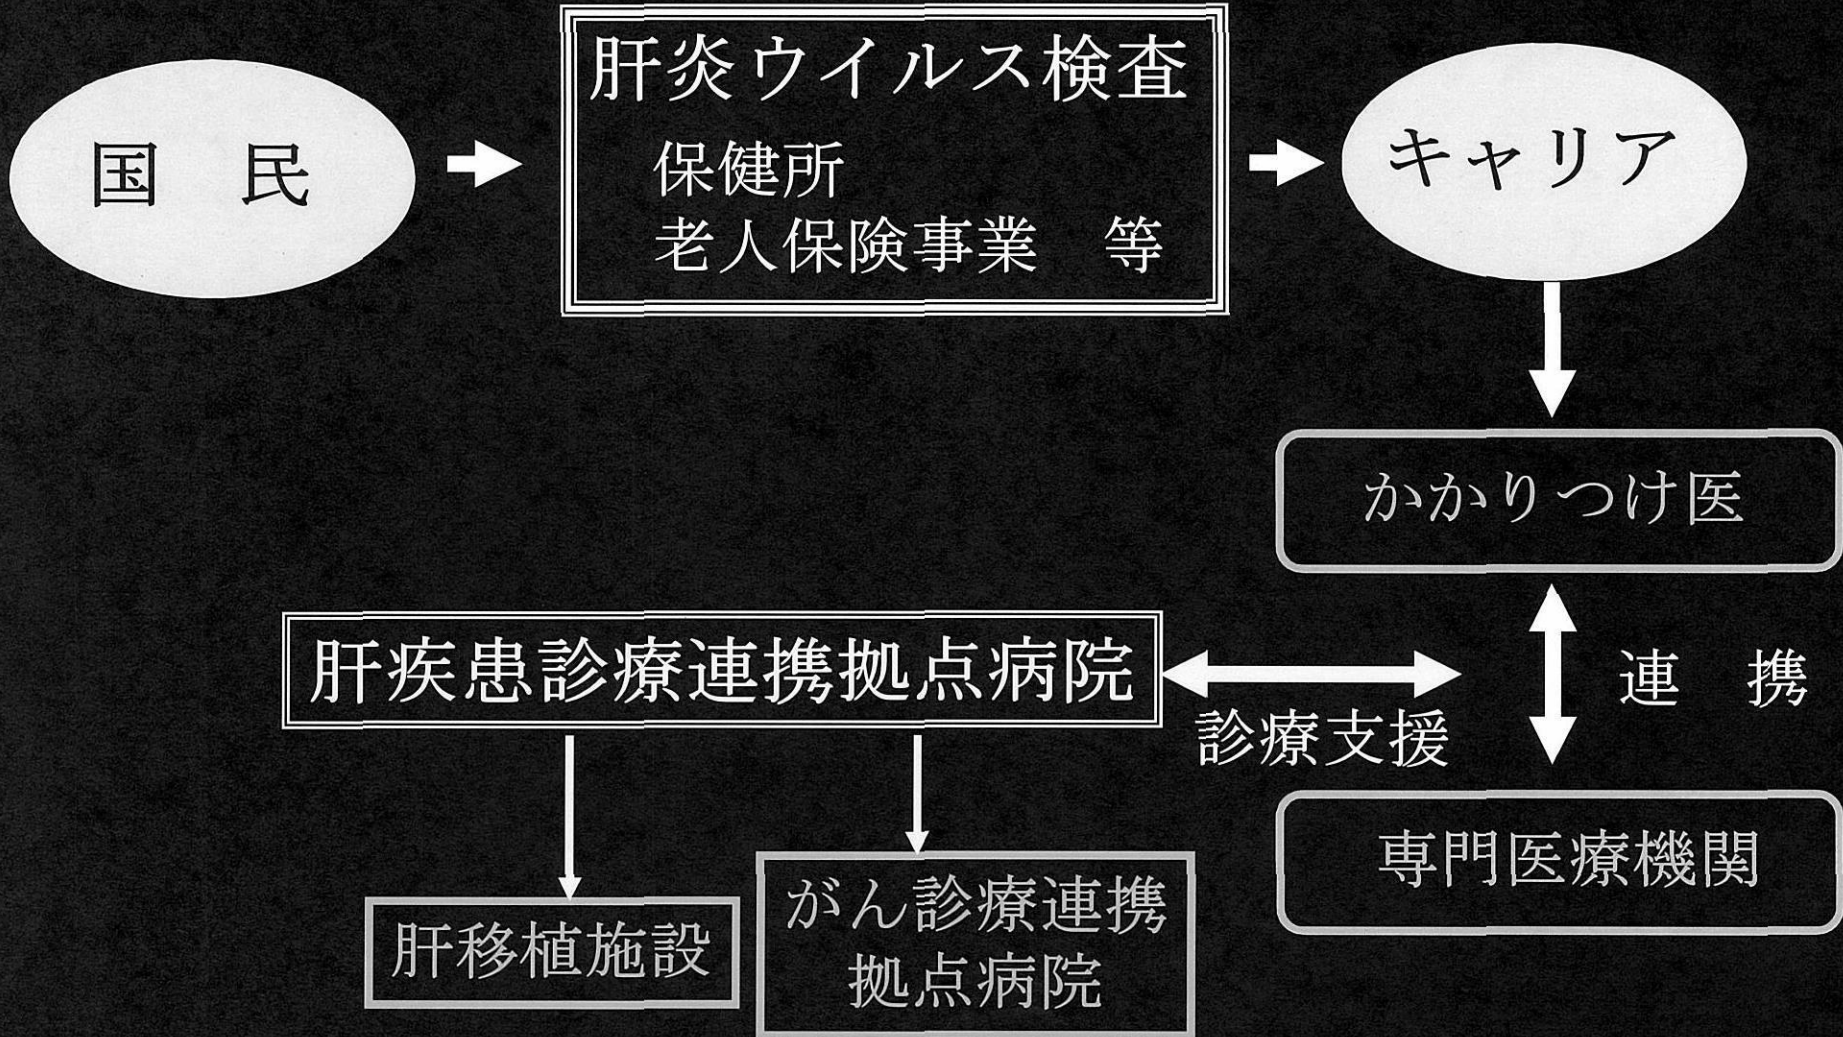 国　民
肝炎ウイルス検査
保健所
老人保険事業　等
キャリア
かかりつけ医
連　携
肝疾患診療連携拠点病院
診療支援
専門医療機関
肝移植施設
がん診療連携
拠点病院